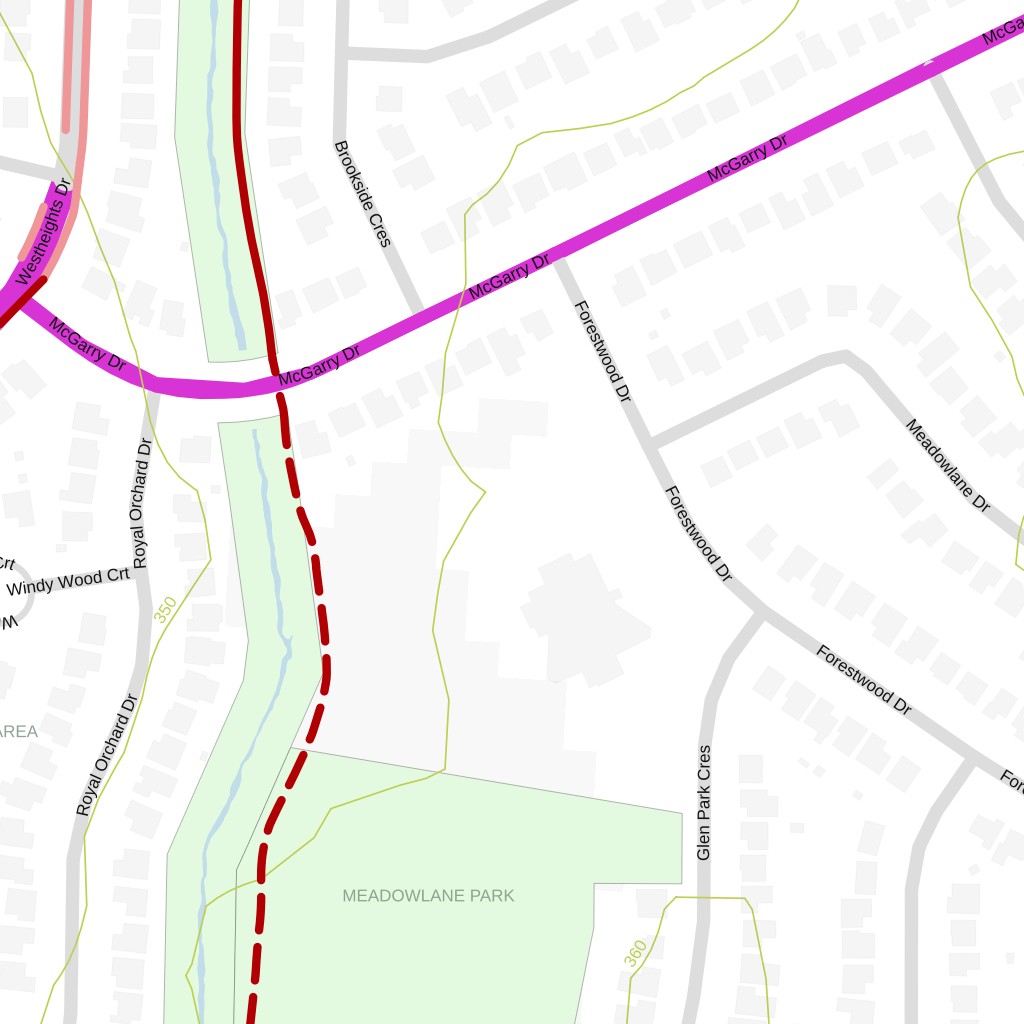 McGa
McGarry Dr
Brookside Cres
Westheights Dr
McGarry Dr
McGarry Dr
McGarry Dr
Forestwood Dr
Royal Orchard Dr
Meadowlane Dr
Forestwood Dr
Crt
Windy Wood Crt
W
350
Forestwood Dr
AREA
Royal Orchard Dr
Glen Park Cres
Fore
MEADOWLANE PARK
360